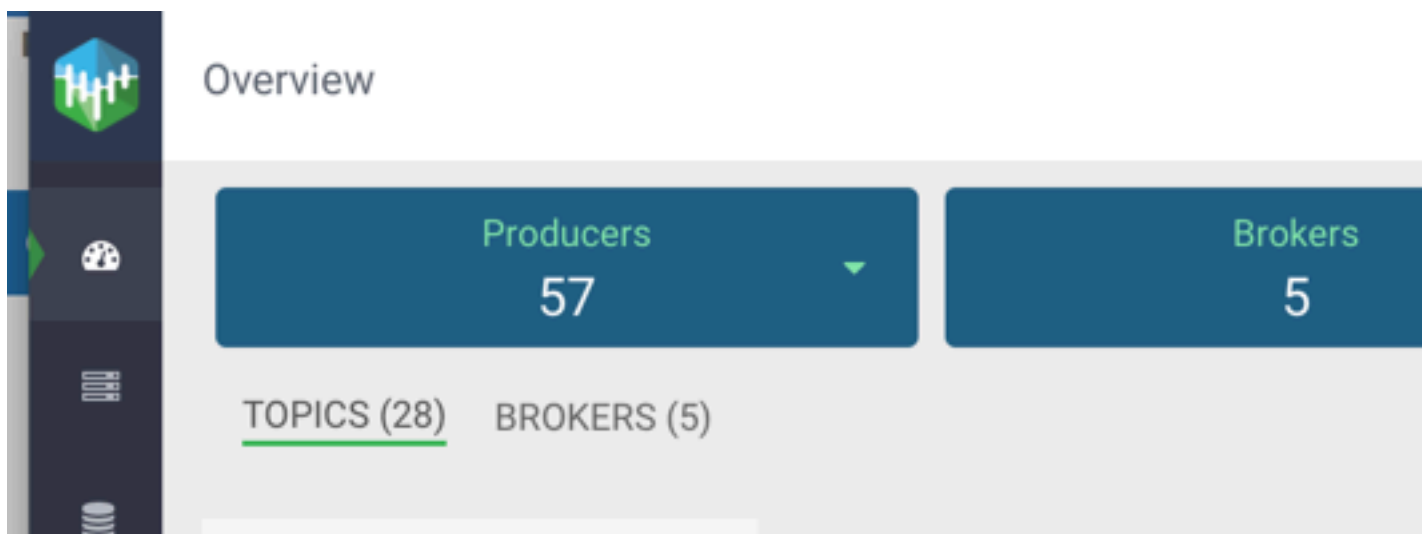 Overview
Producers
57
Brokers
5
TOPICS (28)
BROKERS (5)